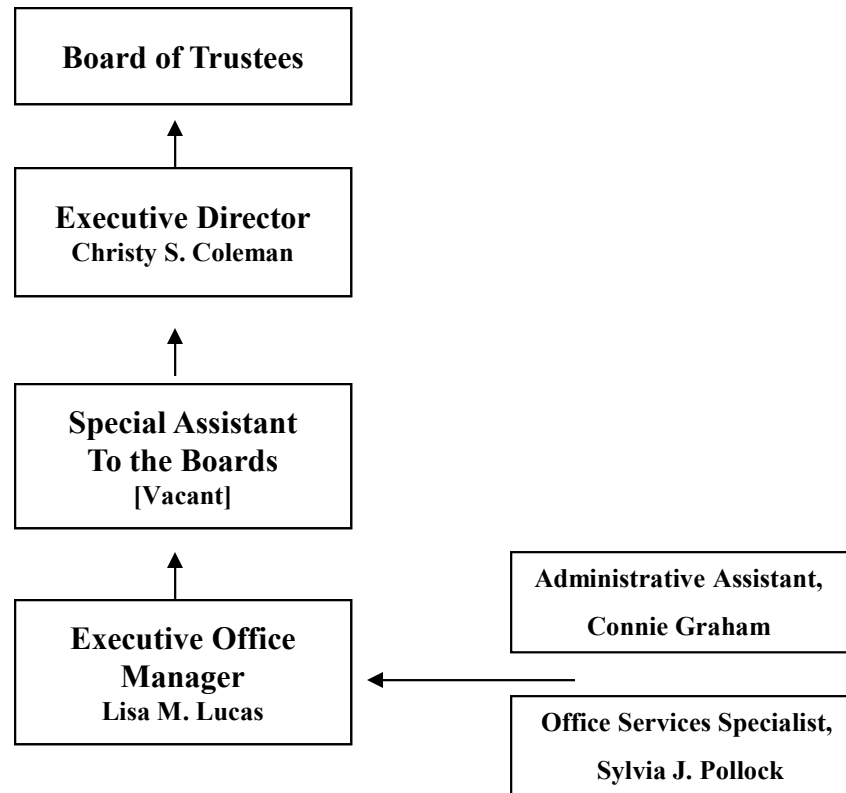 Board of Trustees
Executive Director
Christy S. Coleman
Special Assistant
To the Boards
[Vacant]
Executive Office
Manager
Lisa M. Lucas
Administrative Assistant,
Connie Graham
Office Services Specialist,
Sylvia J. Pollock